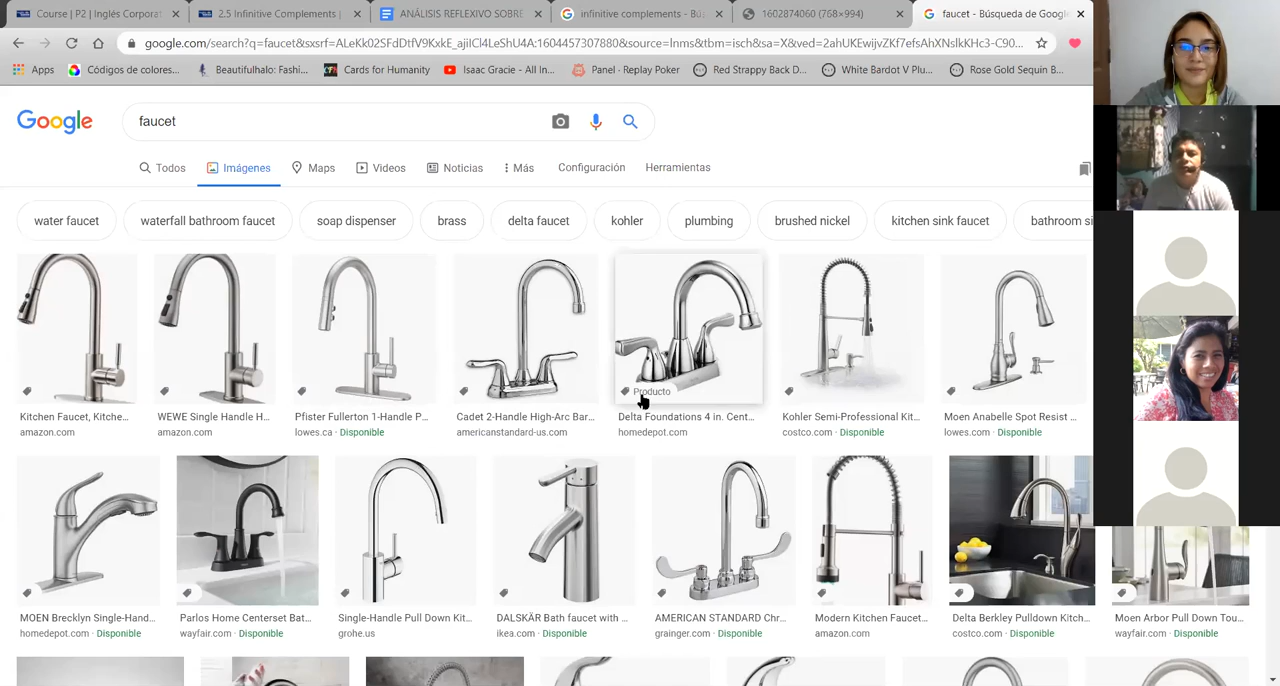 Course | P2 | Inglés Corporat
2.5 Infinitive Complements |
ANÁLISIS REFLEXIVO SOBRE
infinitive complements - Bú
1602874060 (768×994)
faucet - Búsqueda de Google
google.com/search?q=faucet&sxsrf=ALeKk02SFdDtfV9KxkE_ajiICl4LeShU4A:1604457307880&source=lnms&tbm=isch&sa=X&ved=2ahUKEwijvZKf7efsAhXNslkKHc3-C90...
Apps
Códigos de colores...
Beautifulhalo: Fashi...
Cards for Humanity
Isaac Gracie - All In...
Panel · Replay Poker
Red Strappy Back D...
White Bardot V Plu...
Rose Gold Sequin B...
Google
faucet
Todos
Imágenes
Maps
Videos
Noticias
Más
Configuración
Herramientas
water faucet
waterfall bathroom faucet
soap dispenser
brass
delta faucet
kohler
plumbing
brushed nickel
kitchen sink faucet
bathroom si
Producto
Kitchen Faucet, Kitche...
amazon.com
WEWE Single Handle H...
amazon.com
Pfister Fullerton 1-Handle P...
lowes.ca · Disponible
Cadet 2-Handle High-Arc Bar...
americanstandard-us.com
Delta Foundations 4 in. Cent...
homedepot.com
Kohler Semi-Professional Kit...
costco.com · Disponible
Moen Anabelle Spot Resist ...
lowes.com · Disponible
MOEN Brecklyn Single-Hand...
homedepot.com · Disponible
Parlos Home Centerset Bat...
wayfair.com · Disponible
Single-Handle Pull Down Kit...
grohe.us
DALSKÄR Bath faucet with ...
ikea.com · Disponible
AMERICAN STANDARD Chr...
grainger.com · Disponible
Modern Kitchen Faucet...
amazon.com
Delta Berkley Pulldown Kitch...
costco.com · Disponible
Moen Arbor Pull Down Tou...
wayfair.com · Disponible